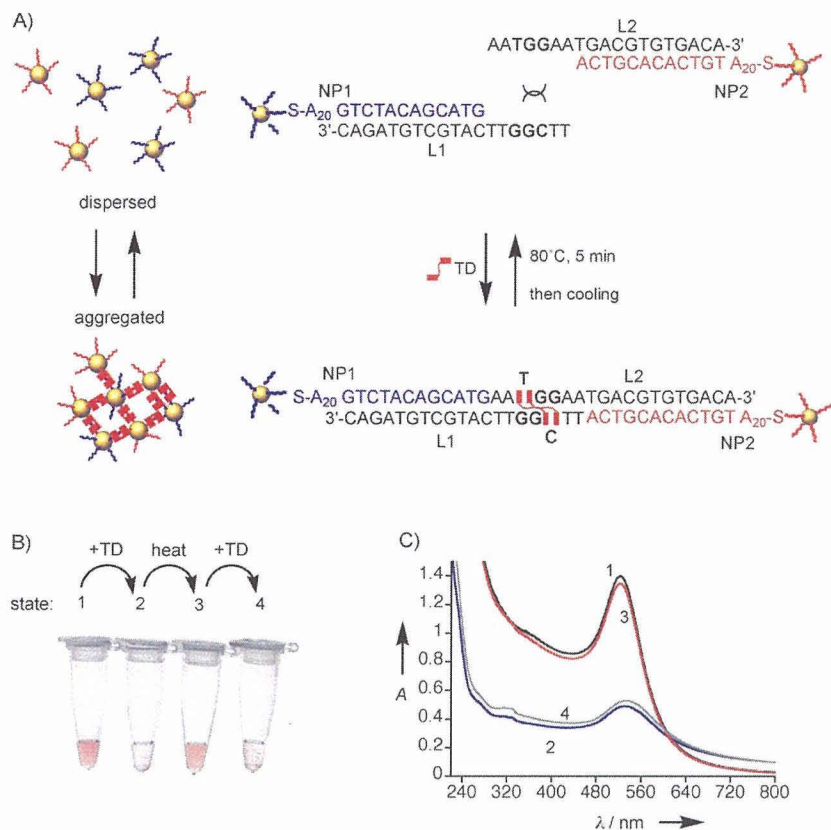 A)
dispersed
aggregated
L2
AATGGAATGACGTGTGACA-3'
ACTGCACACTGT A20-S
NP1
NP2
S-A20 GTCTACAGCATG
3'-CAGATGTCGTACTTGGCTT
L1
TD
80°C, 5 min
then cooling
NP1
T
L2
S-A20 GTCTACAGCATGAA GGAATGACGTGTGACA-3'
3'-CAGATGTCGTACTTGG TTACTGCACACTGT A20-S
L1
C
NP2
B)
+TD heat +TD
state: 1 2 3 4
C)
1.4
1.2
1
0.8
0.6
0.4
0.2
0
A
1
3
4
2
240 320 400 480 560 640 720 800
λ / nm